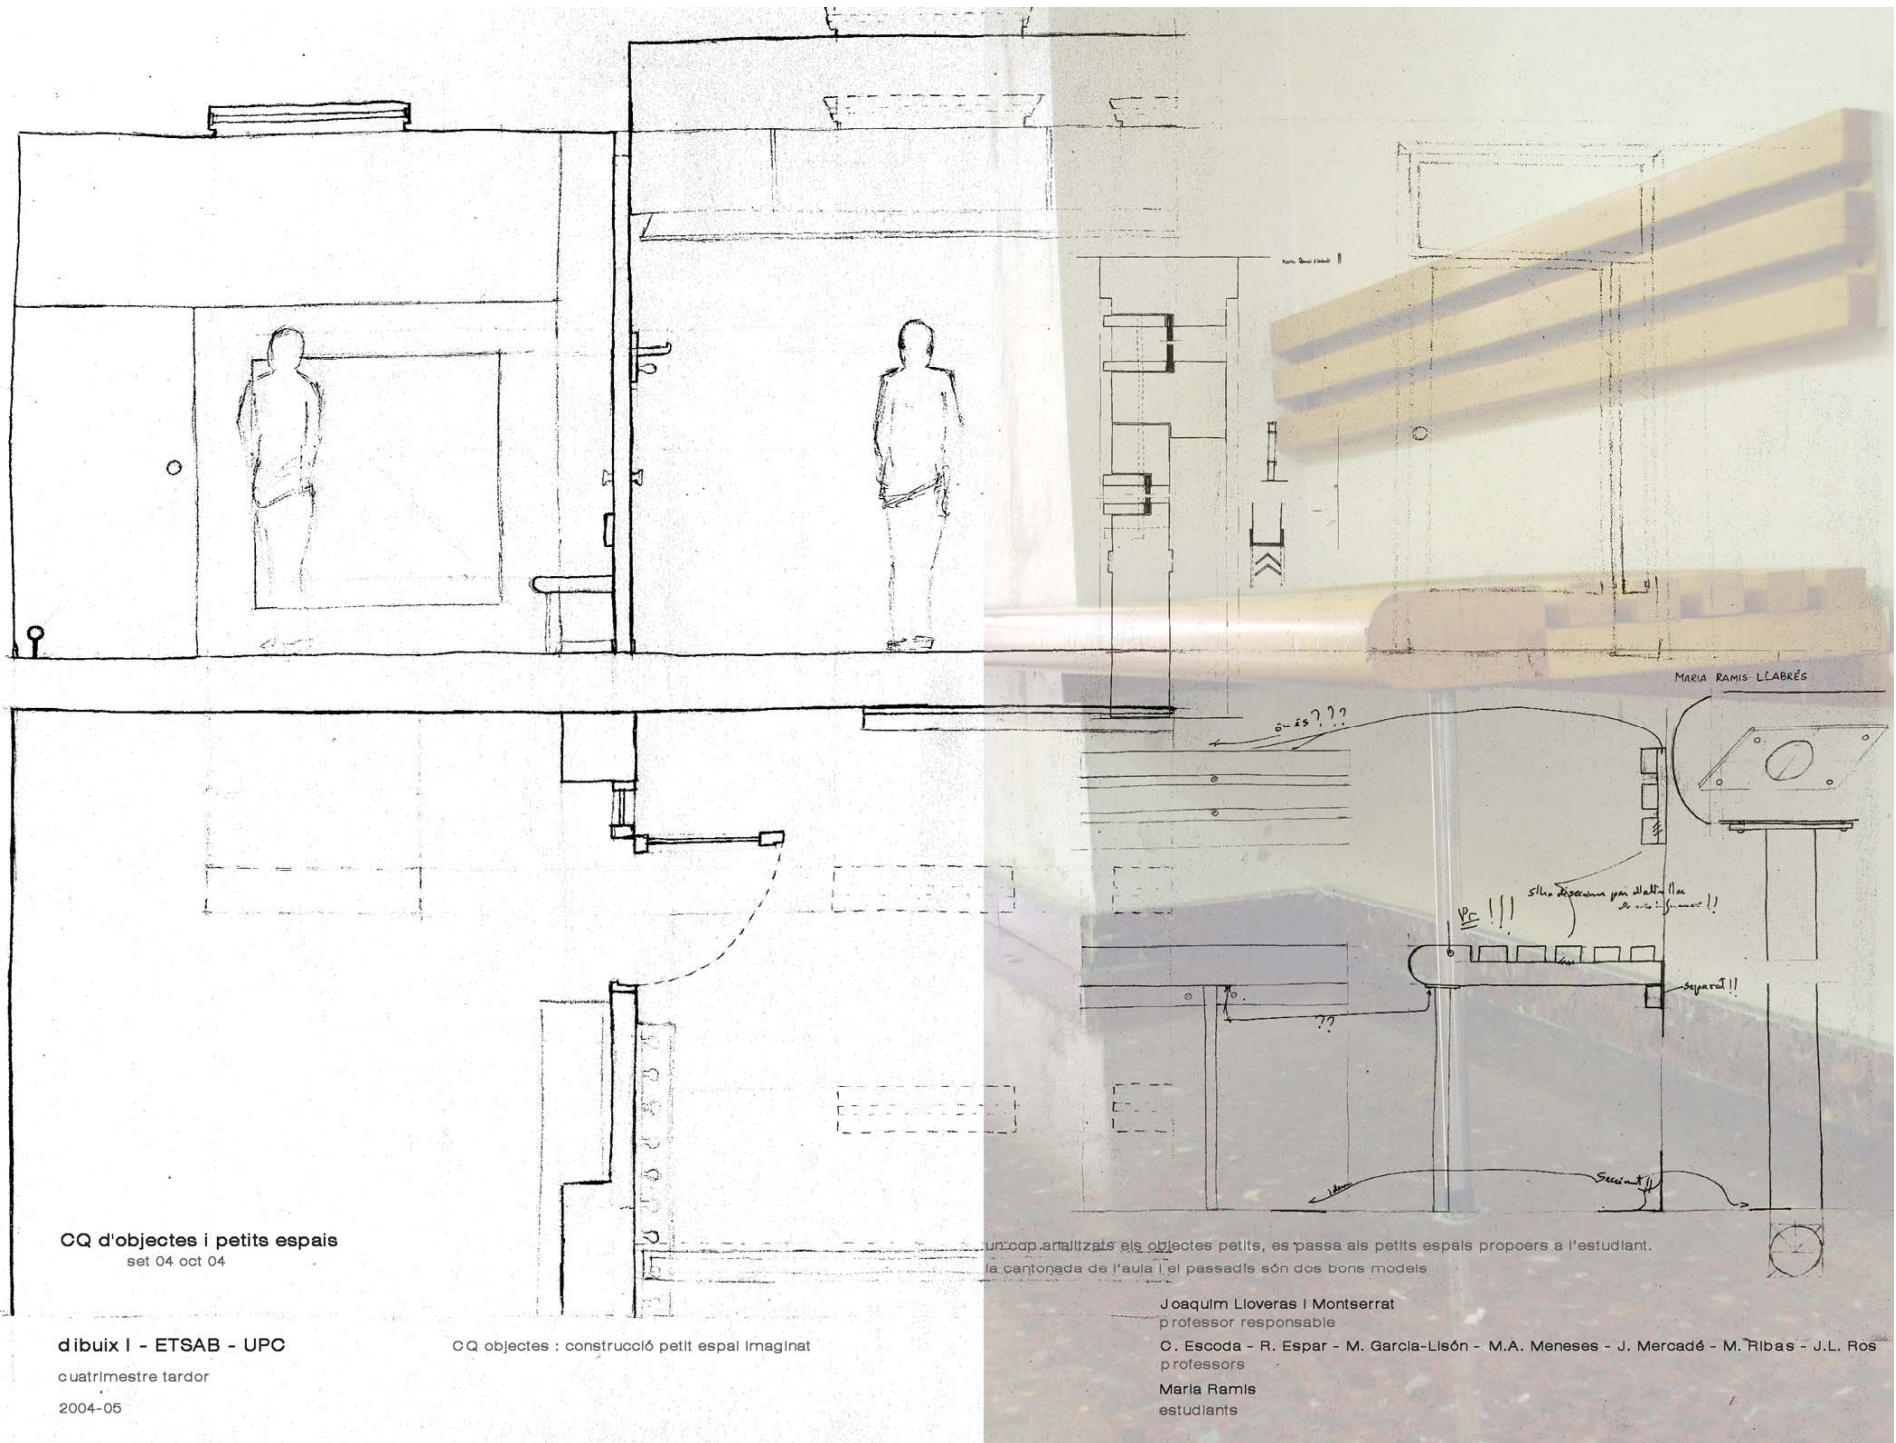 MARIA RAMIS LLABRÉS
és???
!!!
separat!!
??
Seccionat!!
CQ d'objectes i petits espais
set 04 oct 04
un cop analitzats els objectes petits, es passa als petits espais propoers a l'estudiant.
la cantonada de l'aula i el passadís són dos bons models
Joaquim Lloveras i Montserrat
professor responsable
dibuix I - ETSAB - UPC
CQ objectes : construcció petit espai imaginat
C. Escoda - R. Espar - M. Garcia-Lisón - M.A. Meneses - J. Mercadé - M. Ribas - J.L. Ros
professors
cuatrimestre tardor
Maria Ramis
estudiants
2004-05